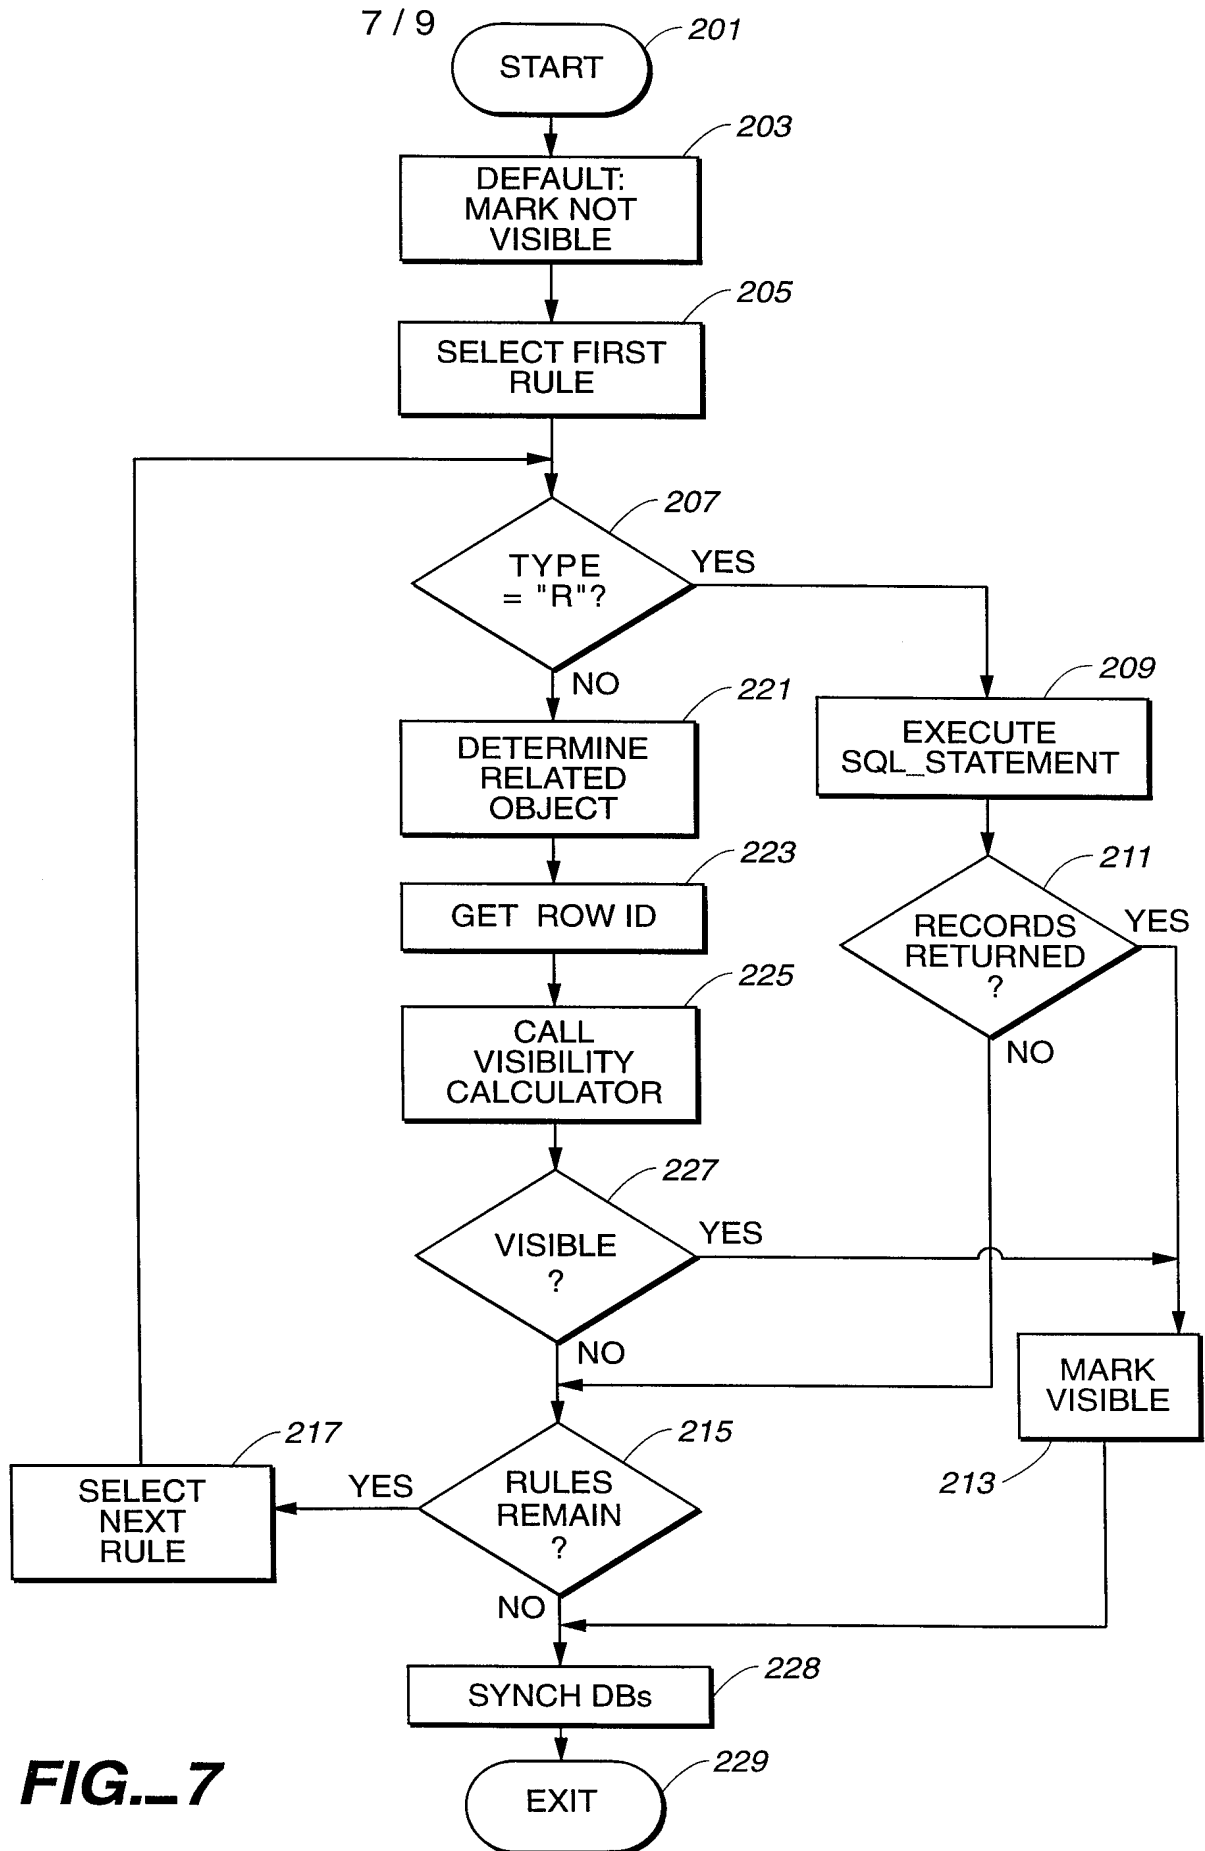 7 / 9
201
START
203
DEFAULT:
MARK NOT
VISIBLE
205
SELECT FIRST
RULE
207
TYPE
= "R"?
YES
NO
209
EXECUTE
SQL_STATEMENT
221
DETERMINE
RELATED
OBJECT
211
RECORDS
RETURNED
?
YES
NO
223
GET ROW ID
225
CALL
VISIBILITY
CALCULATOR
227
VISIBLE
?
YES
NO
MARK
VISIBLE
213
215
RULES
REMAIN
?
YES
NO
217
SELECT
NEXT
RULE
228
SYNCH DBs
229
EXIT
FIG._7